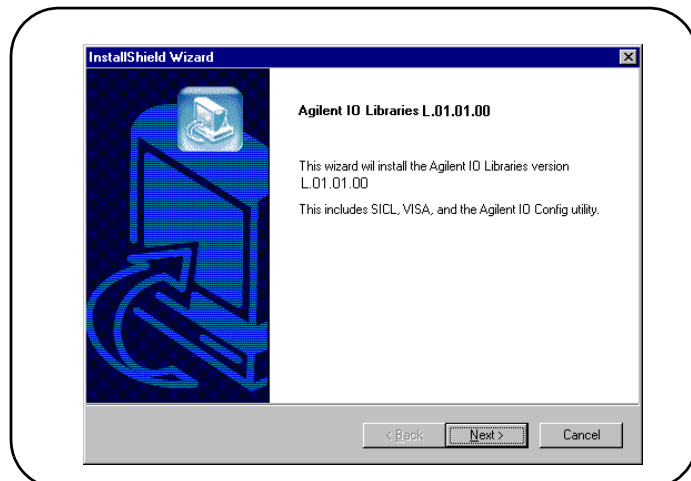 InstallShield Wizard
Agilent IO Libraries L.01.01.00
This wizard wil install the Agilent IO Libraries version
L.01.01.00
This includes SICL, VISA, and the Agilent IO Config utility.
< Back
Next >
Cancel